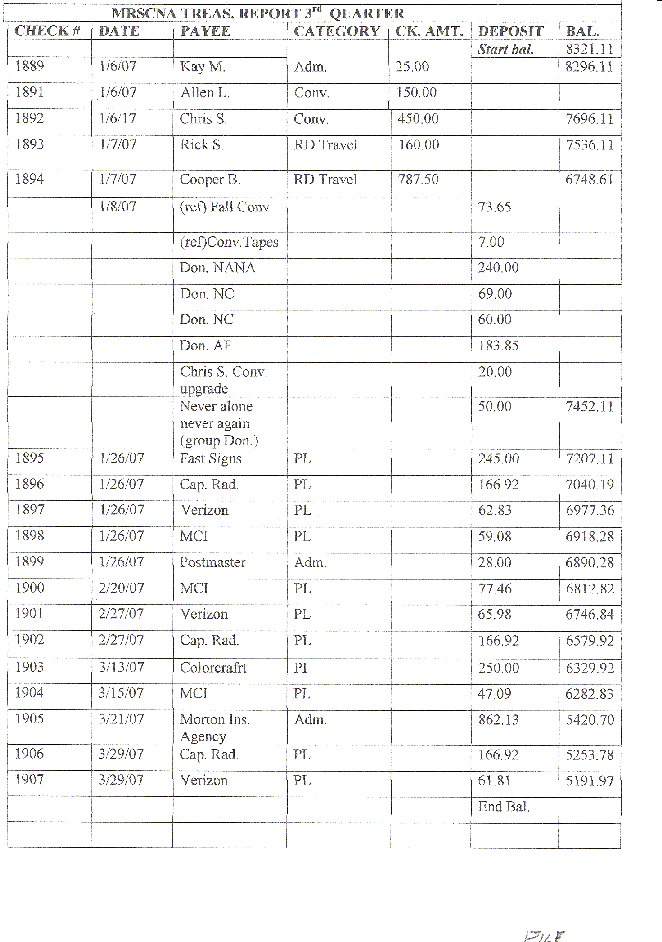 MRSCNA TREAS. REPORT 3rd QUARTER
CHECK # DATE PAYEE CATEGORY CK. AMT. DEPOSIT BAL.
Start bal. 8321.11
1889 1/6/07 Kay M. Adm. 25.00 8296.11
1891 1/6/07 Allen L. Conv. 150.00
1892 1/6/17 Chris S. Conv. 450.00 7696.11
1893 1/7/07 Rick S. RD Travel 160.00 7536.11
1894 1/7/07 Cooper B. RD Travel 787.50 6748.61
1/8/07 (ref) Fall Conv 73.65
(ref)Conv.Tapes 7.00
Don. NANA 240.00
Don. NC 69.00
Don. NC 60.00
Don. AF 183.85
Chris S. Conv. 20.00
upgrade
Never alone 50.00 7452.11
never again
(group Don.)
1895 1/26/07 Fast Signs PL 245.00 7207.11
1896 1/26/07 Cap. Rad. PL 166.92 7040.19
1897 1/26/07 Verizon PL 62.83 6977.36
1898 1/26/07 MCI PL 59.08 6918.28
1899 1/26/07 Postmaster Adm. 28.00 6890.28
1900 2/20/07 MCI PL 77.46 6812.82
1901 2/27/07 Verizon PL 65.98 6746.84
1902 2/27/07 Cap. Rad. PL 166.92 6579.92
1903 3/13/07 Colorcraft PI 250.00 6329.92
1904 3/15/07 MCI PL 47.09 6282.83
1905 3/21/07 Morton Ins. Adm. 862.13 5420.70
Agency
1906 3/29/07 Cap. Rad. PL 166.92 5253.78
1907 3/29/07 Verizon PL 61.81 5191.97
End Bal.